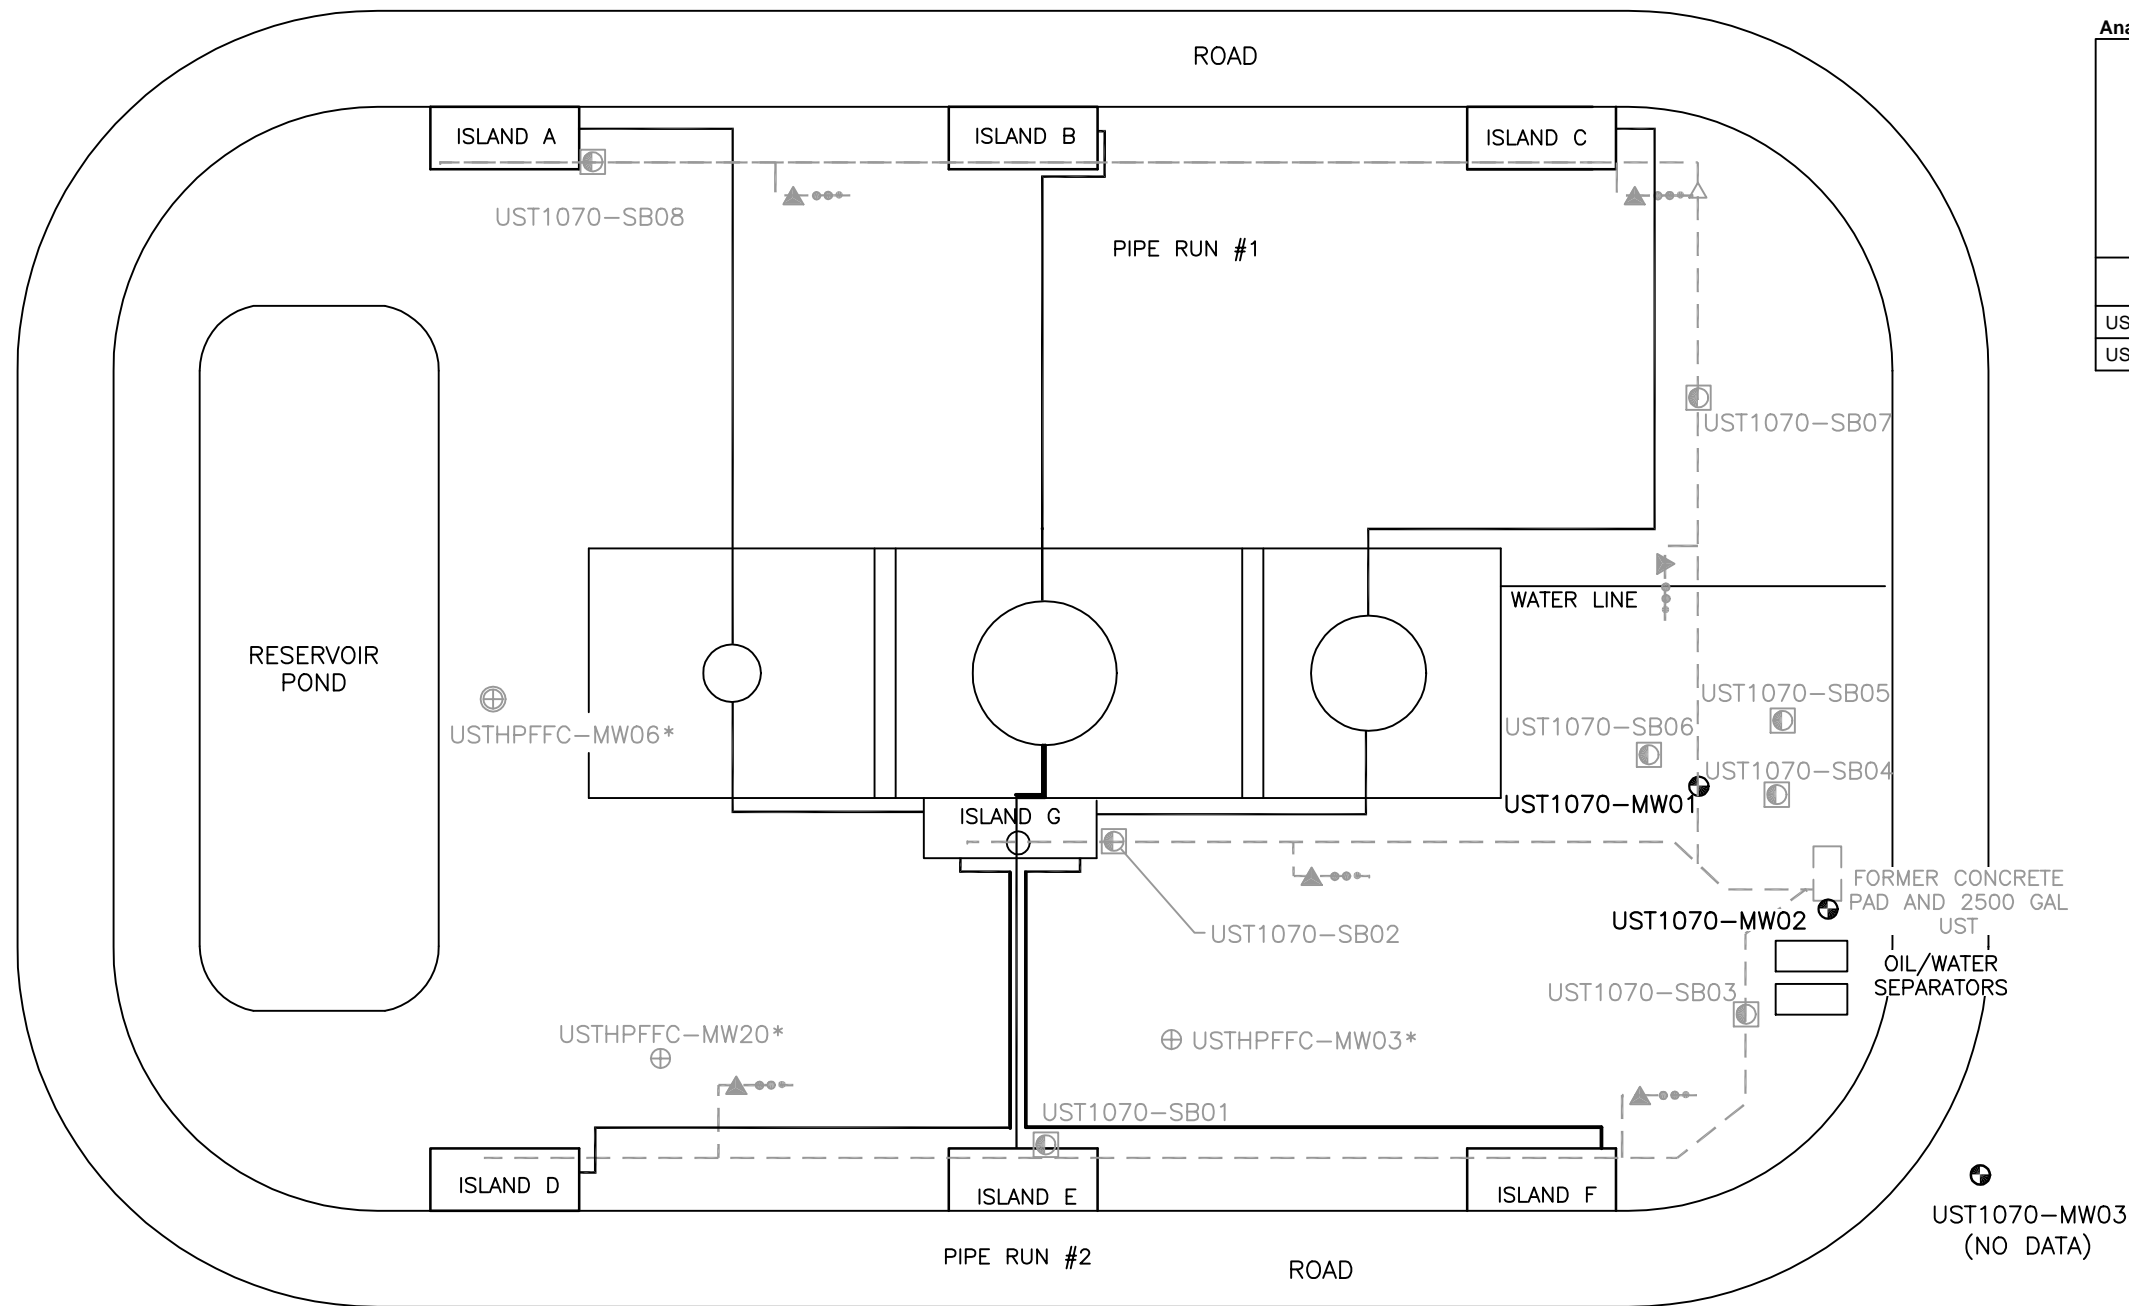 ROAD
Ana
ISLAND A
ISLAND B
ISLAND C
UST1070-SB08
PIPE RUN #1
US
US
UST1070-SB07
WATER LINE
RESERVOIR
POND
USTHPFFC-MW06*
UST1070-SB05
UST1070-SB06
UST1070-SB04
UST1070-MW01
ISLAND G
FORMER CONCRETE
PAD AND 2500 GAL
UST
UST1070-MW02
UST1070-SB02
OIL/WATER
SEPARATORS
UST1070-SB03
USTHPFFC-MW20*
USTHPFFC-MW03*
UST1070-SB01
ISLAND D
ISLAND E
ISLAND F
UST1070-MW03
(NO DATA)
PIPE RUN #2
ROAD